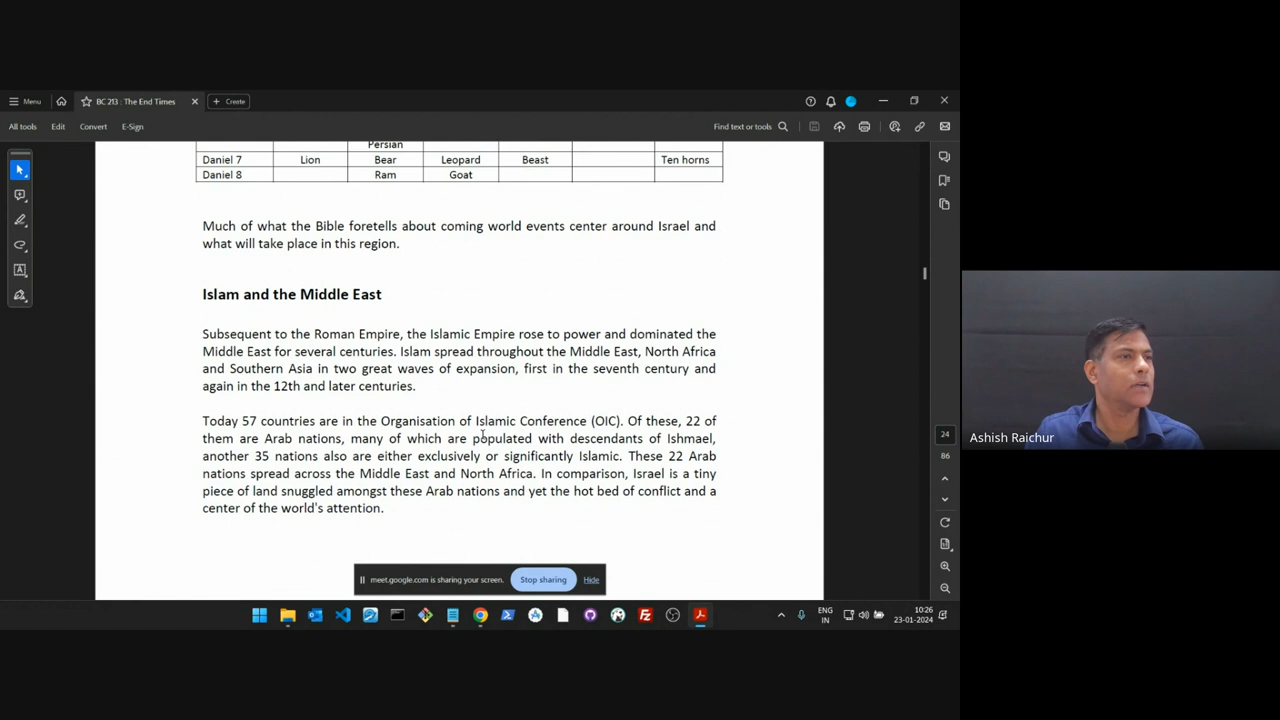 Menu
BC 213 : The End Times
Create
All tools
Edit
Convert
E-Sign
Find text or tools
Persian
Daniel 7 Lion Bear Leopard Beast Ten horns
Daniel 8 Ram Goat
Much of what the Bible foretells about coming world events center around Israel and
what will take place in this region.
Islam and the Middle East
Subsequent to the Roman Empire, the Islamic Empire rose to power and dominated the
Middle East for several centuries. Islam spread throughout the Middle East, North Africa
and Southern Asia in two great waves of expansion, first in the seventh century and
again in the 12th and later centuries.
Today 57 countries are in the Organisation of Islamic Conference (OIC). Of these, 22 of
them are Arab nations, many of which are populated with descendants of Ishmael,
another 35 nations also are either exclusively or significantly Islamic. These 22 Arab
nations spread across the Middle East and North Africa. In comparison, Israel is a tiny
piece of land snuggled amongst these Arab nations and yet the hot bed of conflict and a
center of the world's attention.
24
86
Ashish Raichur
meet.google.com is sharing your screen.
Stop sharing
Hide
ENG
IN
10:26
23-01-2024